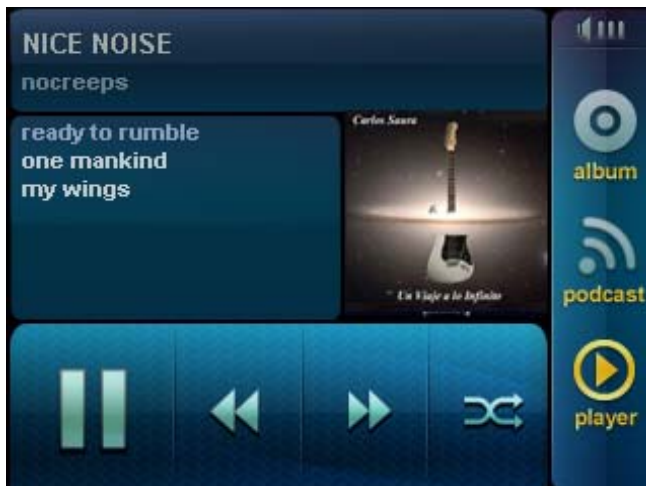 NICE NOISE
nocreeps
ready to rumble
one mankind
my wings
Carlos Saura
Un Viaje a lo Infinito
album
podcast
player